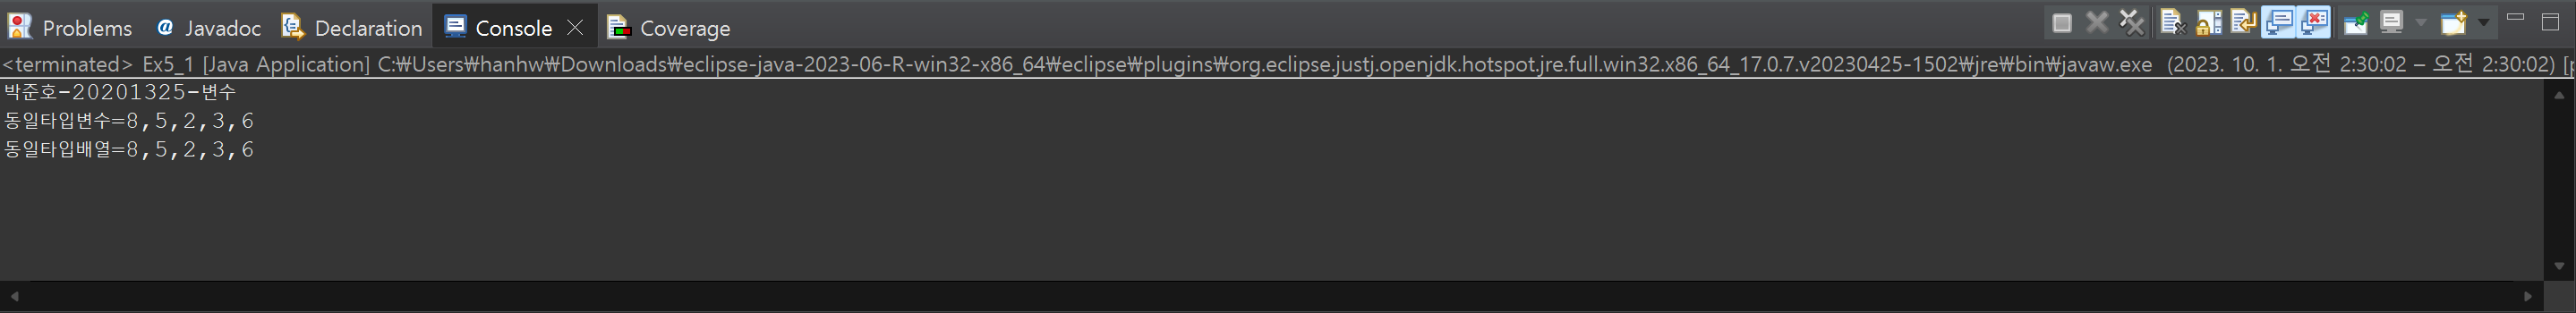 Problems @ Javadoc Declaration Console Coverage
<terminated> Ex5_1 [Java Application] C:₩Users₩hanhw₩Downloads₩eclipse-java-2023-06-R-win32-x86_64₩eclipse₩plugins₩org.eclipse.justj.openjdk.hotspot.jre.full.win32.x86_64_17.0.7.v20230425-1502₩jre₩bin₩javaw.exe (2023. 10. 1. 오전 2:30:02 – 오전 2:30:02) [p
박준호-20201325-변수
동일타입변수=8,5,2,3,6
동일타입배열=8,5,2,3,6